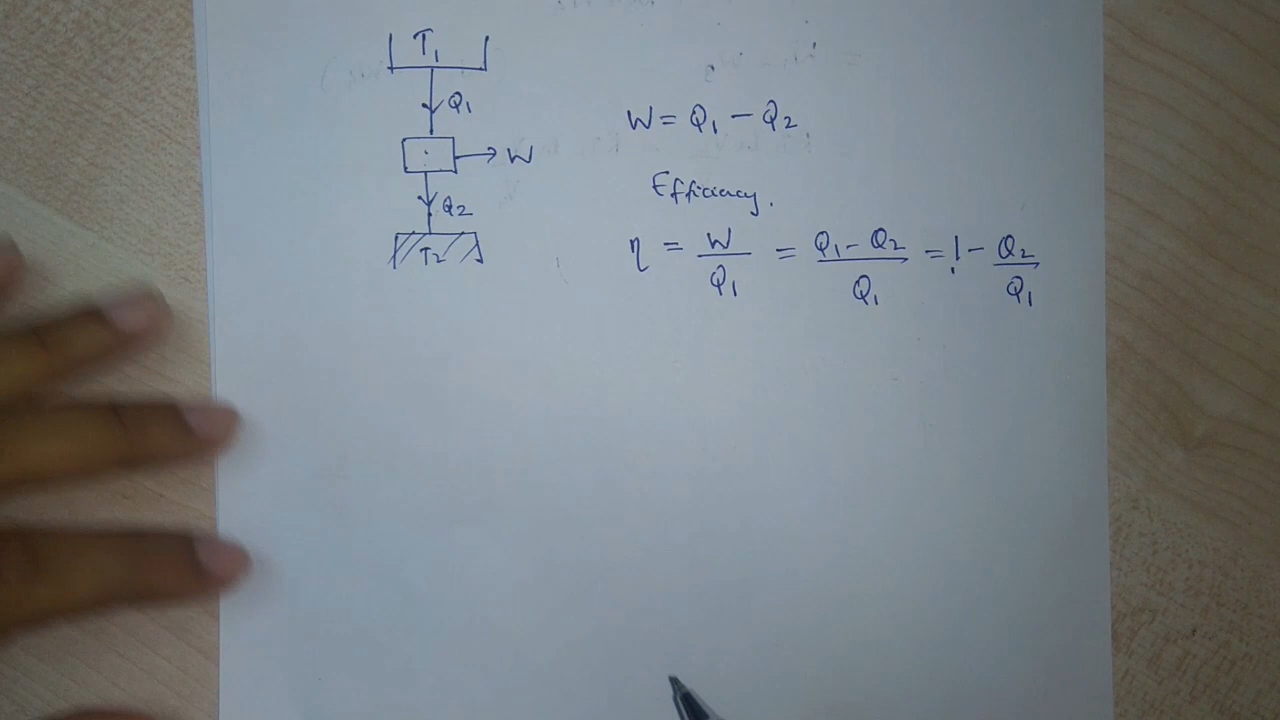 T₁
Q₁
W
Q₂
T₂
W = Q₁ - Q₂
Efficiency.
η = W/Q₁ = Q₁ - Q₂/Q₁ = 1 - Q₂/Q₁